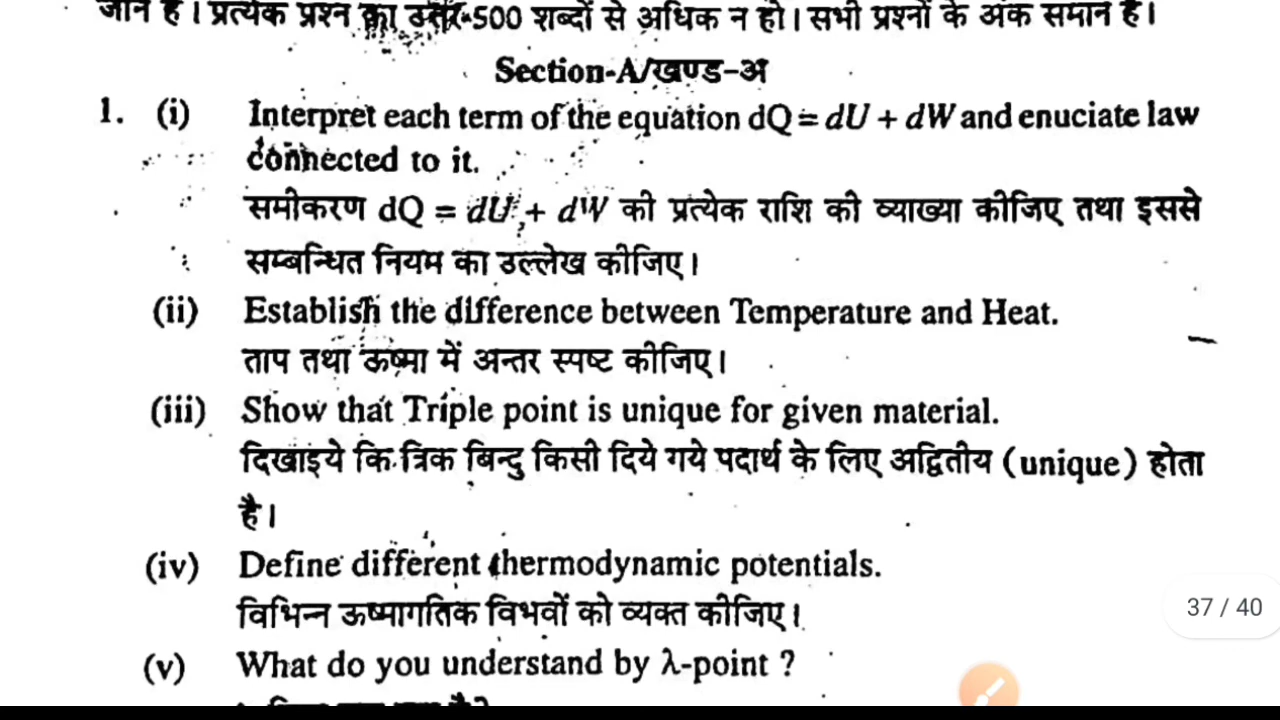 जाने हैं। प्रत्येक प्रश्न का उत्तर 500 शब्दों से अधिक न हो। सभी प्रश्नों के अंक समान हैं।
Section-A/खण्ड-अ
1. (i) Interpret each term of the equation dQ = dU + dW and enuciate law
connected to it.
समीकरण dQ = dU + dW की प्रत्येक राशि की व्याख्या कीजिए तथा इससे
सम्बन्धित नियम का उल्लेख कीजिए।
(ii) Establish the difference between Temperature and Heat.
ताप तथा ऊष्मा में अन्तर स्पष्ट कीजिए।
(iii) Show that Triple point is unique for given material.
दिखाइये कि त्रिक बिन्दु किसी दिये गये पदार्थ के लिए अद्वितीय (unique) होता
है।
(iv) Define different thermodynamic potentials.
विभिन्न ऊष्मागतिक विभवों को व्यक्त कीजिए।
37 / 40
(v) What do you understand by λ-point ?